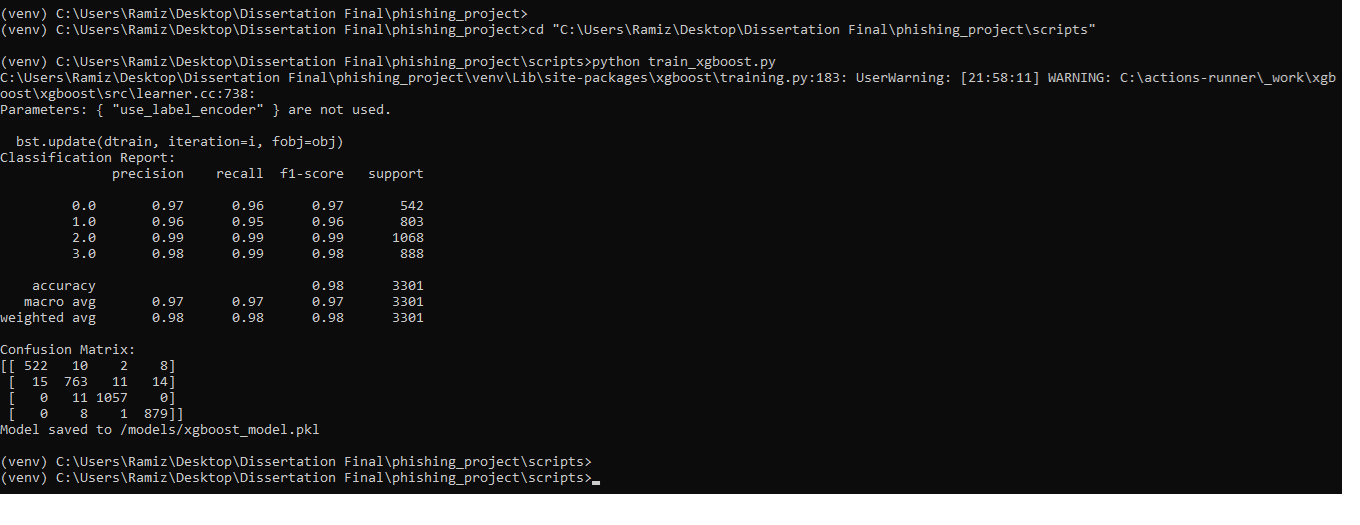 (venv) C:\Users\Ramiz\Desktop\Dissertation Final\phishing_project>
(venv) C:\Users\Ramiz\Desktop\Dissertation Final\phishing_project>cd "C:\Users\Ramiz\Desktop\Dissertation Final\phishing_project\scripts"
(venv) C:\Users\Ramiz\Desktop\Dissertation Final\phishing_project\scripts>python train_xgboost.py
C:\Users\Ramiz\Desktop\Dissertation Final\phishing_project\venv\Lib\site-packages\xgboost\training.py:183: UserWarning: [21:58:11] WARNING: C:\actions-runner\_work\xgb
oost\xgboost\src\learner.cc:738:
Parameters: { "use_label_encoder" } are not used.
  bst.update(dtrain, iteration=i, fobj=obj)
Classification Report:
              precision    recall  f1-score   support
         0.0       0.97      0.96      0.97       542
         1.0       0.96      0.95      0.96       803
         2.0       0.99      0.99      0.99      1068
         3.0       0.98      0.99      0.98       888
    accuracy                           0.98      3301
   macro avg       0.97      0.97      0.97      3301
weighted avg       0.98      0.98      0.98      3301
Confusion Matrix:
[[ 522   10    2    8]
 [  15  763   11   14]
 [   0   11 1057    0]
 [   0    8    1  879]]
Model saved to /models/xgboost_model.pkl
(venv) C:\Users\Ramiz\Desktop\Dissertation Final\phishing_project\scripts>
(venv) C:\Users\Ramiz\Desktop\Dissertation Final\phishing_project\scripts>